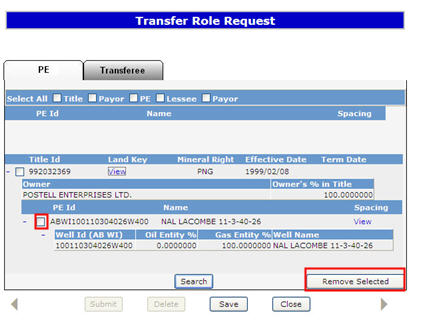 Transfer Role Request
PE Transferee
Select All Title Payor PE Lessee Payor
PE Id Name Spacing
Title Id Land Key Mineral Right Effective Date Term Date
- 992032369 View PNG 1999/02/08
Owner Owner's % in Title
POSTELL ENTERPRISES LTD. 100.0000000
PE Id Name Spacing
- ABWI100110304026W400 NAL LACOMBE 11-3-40-26 View
- Well Id (AB WI) Oil Entity % Gas Entity % Well Name
100110304026W400 0.0000000 100.0000000 NAL LACOMBE 11-3-40-26
Search Remove Selected
Submit Delete Save Close